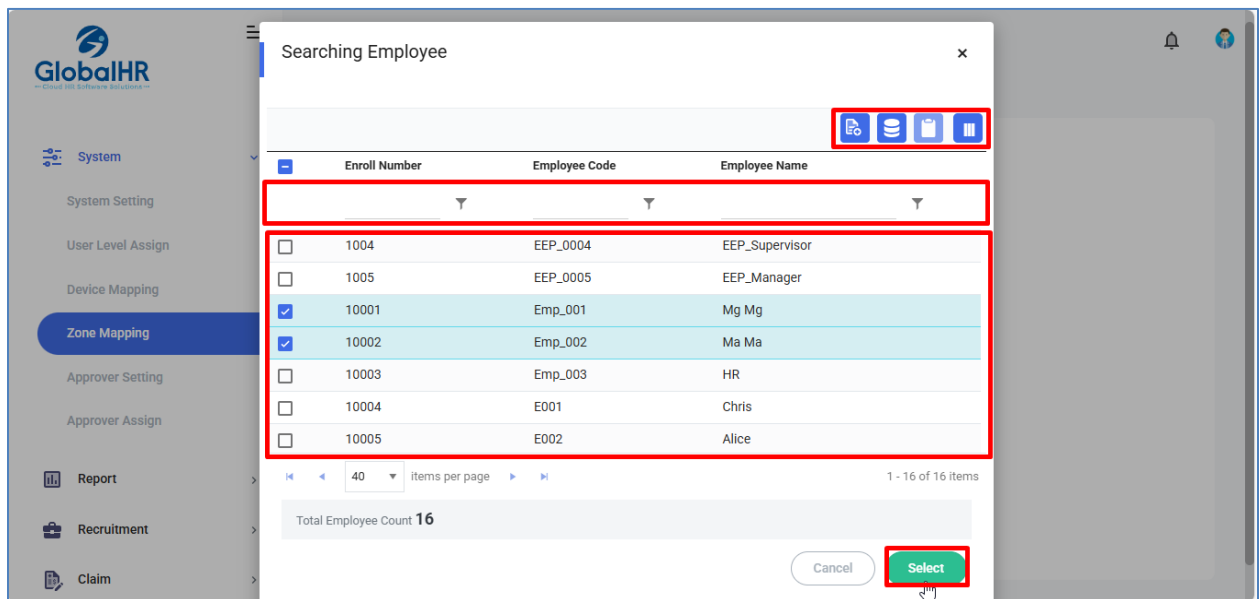 GlobalHR
Cloud HR Software Solutions
System
System Setting
User Level Assign
Device Mapping
Zone Mapping
Approver Setting
Approver Assign
Report
Recruitment
Claim
Searching Employee
Enroll Number Employee Code Employee Name
1004 EEP_0004 EEP_Supervisor
1005 EEP_0005 EEP_Manager
10001 Emp_001 Mg Mg
10002 Emp_002 Ma Ma
10003 Emp_003 HR
10004 E001 Chris
10005 E002 Alice
40 items per page 1 - 16 of 16 items
Total Employee Count 16
Cancel Select